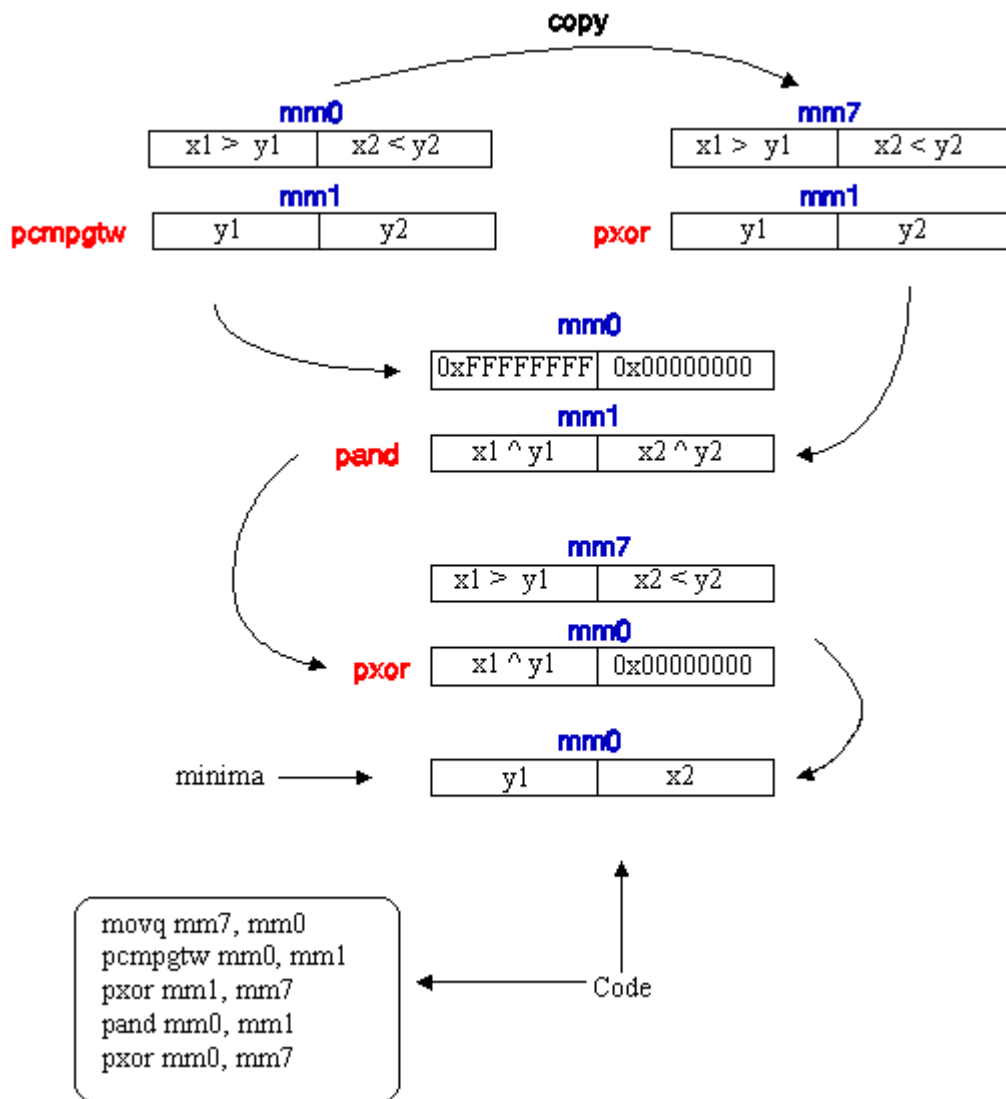 copy
mm0 mm7
x1 > y1 x2 < y2 x1 > y1 x2 < y2
mm1 mm1
pcmpgtw y1 y2 pxor y1 y2
mm0
0xFFFFFFFF 0x00000000
mm1
pand x1 ^ y1 x2 ^ y2
mm7
x1 > y1 x2 < y2
mm0
pxor x1 ^ y1 0x00000000
mm0
minima y1 x2
movq mm7, mm0
pcmpgtw mm0, mm1
pxor mm1, mm7
Code
pand mm0, mm1
pxor mm0, mm7